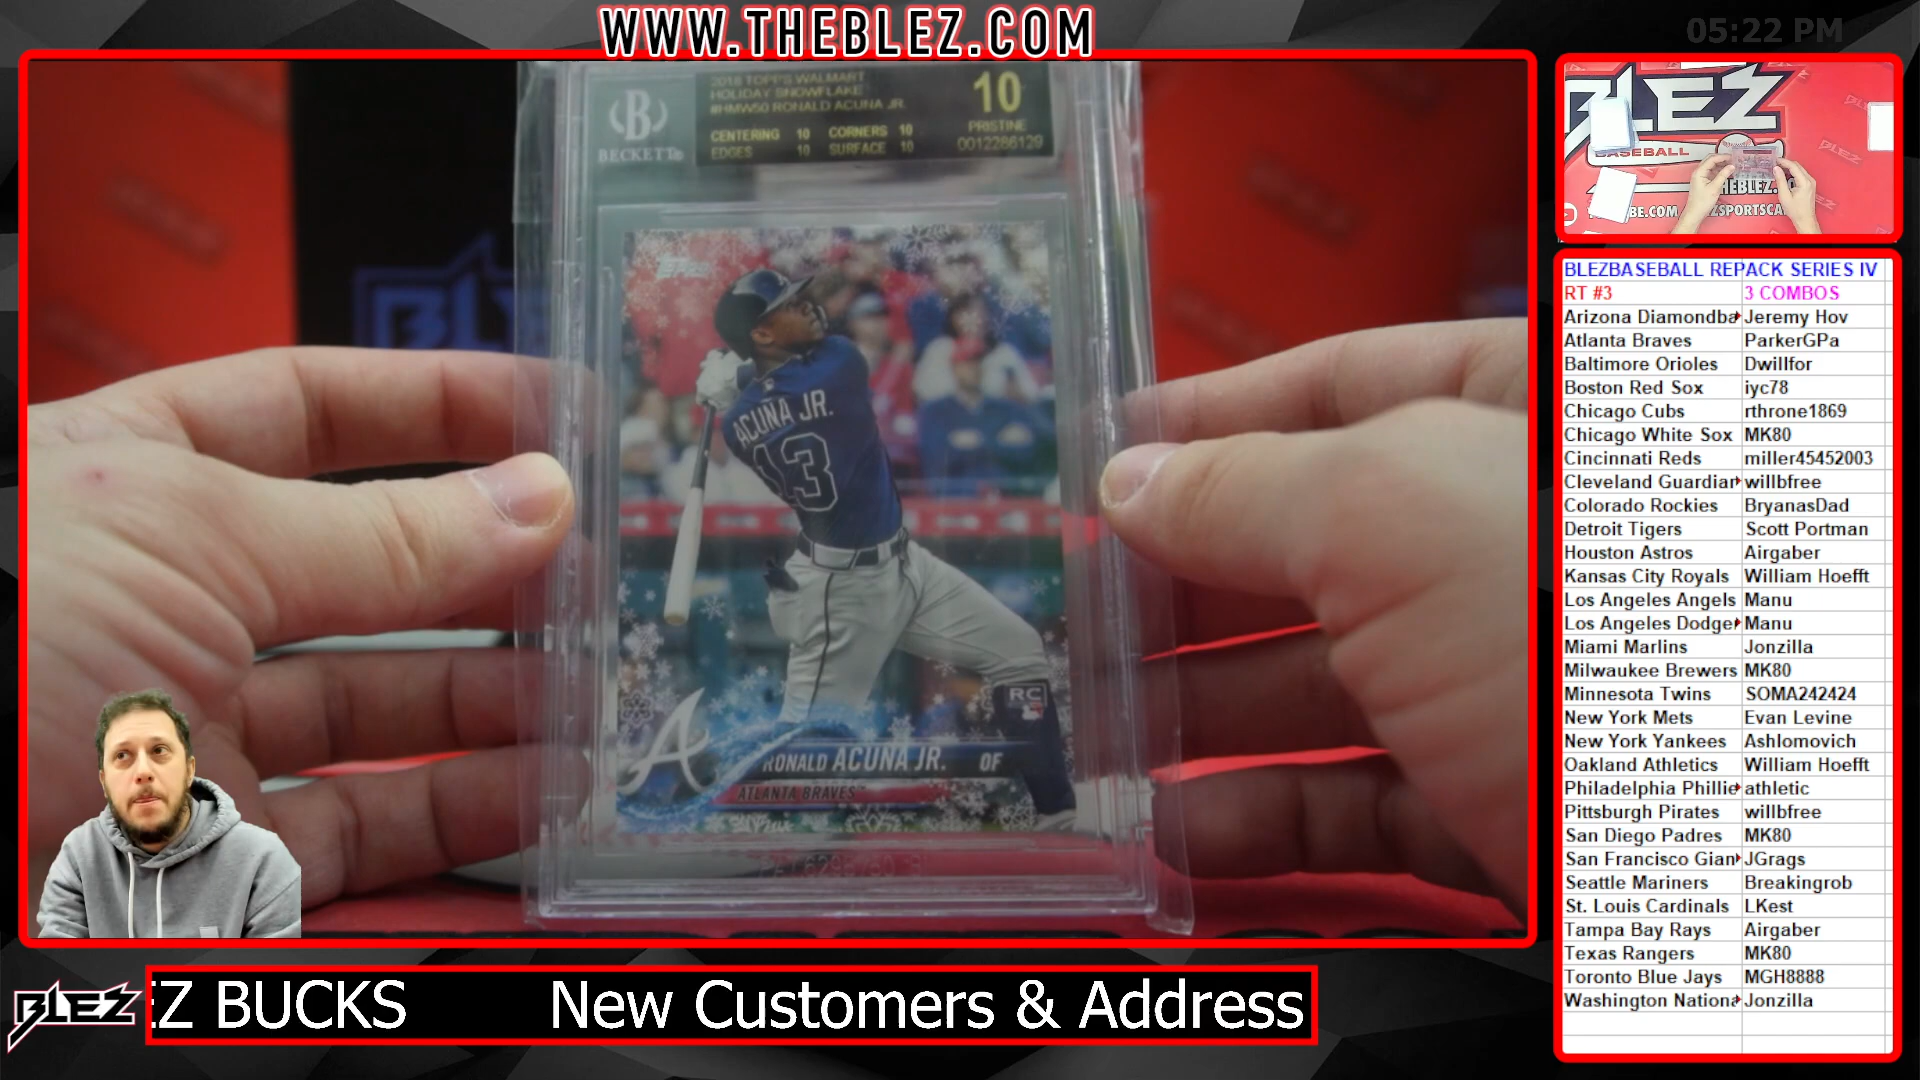 WWW.THEBLEZ.COM
05:22 PM
2018 TOPPS WALMART
HOLIDAY SNOWFLAKE
#HMW50 RONALD ACUNA JR.
CENTERING 10 CORNERS 10
EDGES 10 SURFACE 10
10
PRISTINE
0012286129
B
BECKETT
Topps
ACUÑA JR.
13
RC
A
RONALD ACUNA JR. OF
ATLANTA BRAVES™
BLEZ
BLEZ
BASEBALL
BLEZBASEBALL REPACK SERIES IV
RT #3 3 COMBOS
Arizona Diamondba Jeremy Hov
Atlanta Braves ParkerGPa
Baltimore Orioles Dwillfor
Boston Red Sox iyc78
Chicago Cubs rthrone1869
Chicago White Sox MK80
Cincinnati Reds miller45452003
Cleveland Guardian willbfree
Colorado Rockies BryanasDad
Detroit Tigers Scott Portman
Houston Astros Airgaber
Kansas City Royals William Hoefft
Los Angeles Angels Manu
Los Angeles Dodge Manu
Miami Marlins Jonzilla
Milwaukee Brewers MK80
Minnesota Twins SOMA242424
New York Mets Evan Levine
New York Yankees Ashlomovich
Oakland Athletics William Hoefft
Philadelphia Phillie athletic
Pittsburgh Pirates willbfree
San Diego Padres MK80
San Francisco Gian JGrags
Seattle Mariners Breakingrob
St. Louis Cardinals LKest
Tampa Bay Rays Airgaber
Texas Rangers MK80
Toronto Blue Jays MGH8888
Washington Nationa Jonzilla
BLEZ
EZ BUCKS New Customers & Address